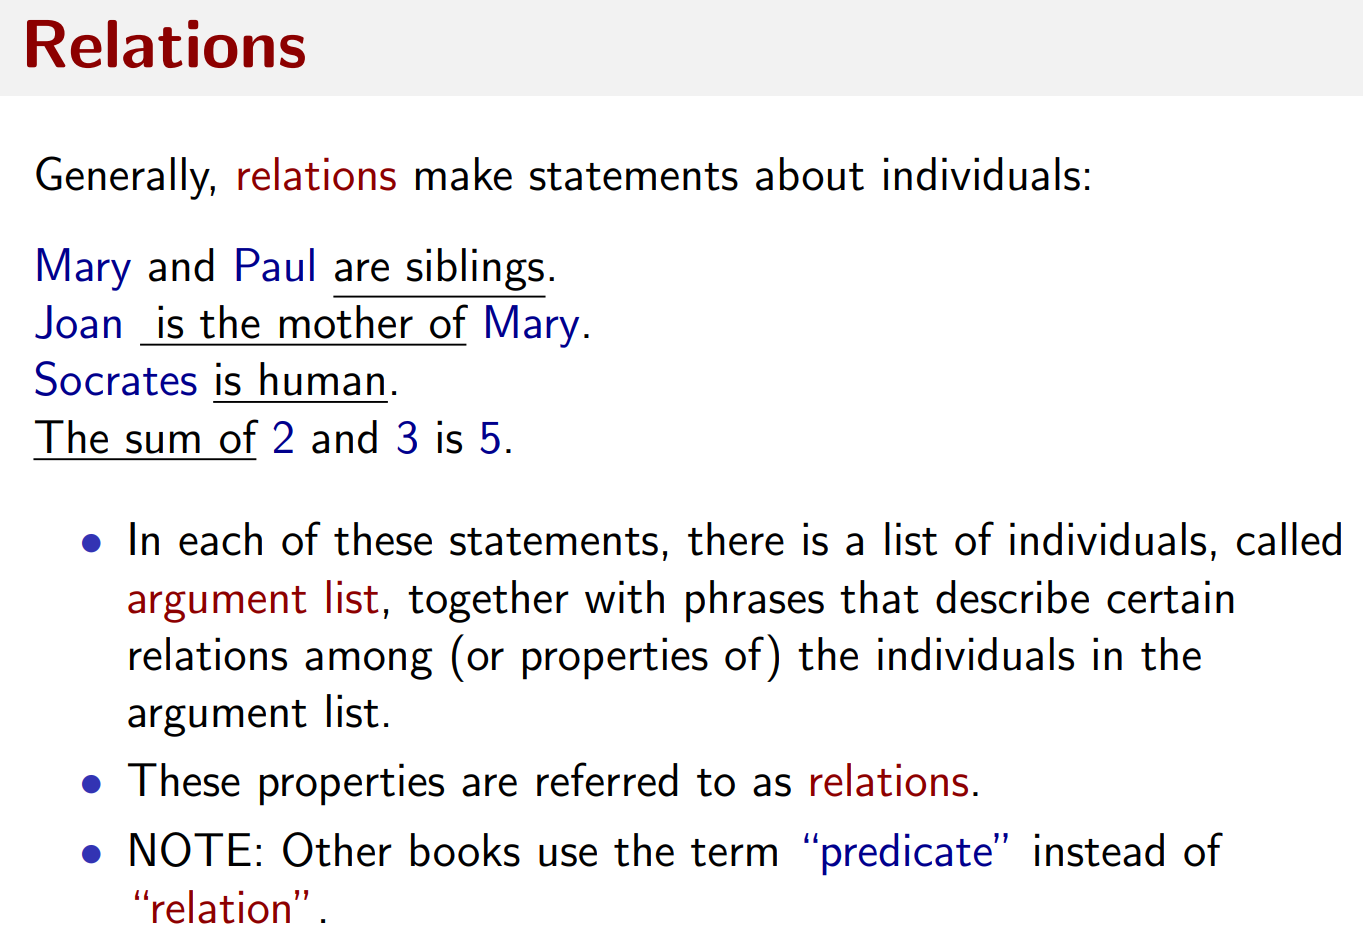 Relations
Generally, relations make statements about individuals:
Mary and Paul are siblings.
Joan is the mother of Mary.
Socrates is human.
The sum of 2 and 3 is 5.
• In each of these statements, there is a list of individuals, called
argument list, together with phrases that describe certain
relations among (or properties of) the individuals in the
argument list.
• These properties are referred to as relations.
• NOTE: Other books use the term “predicate” instead of
“relation”.